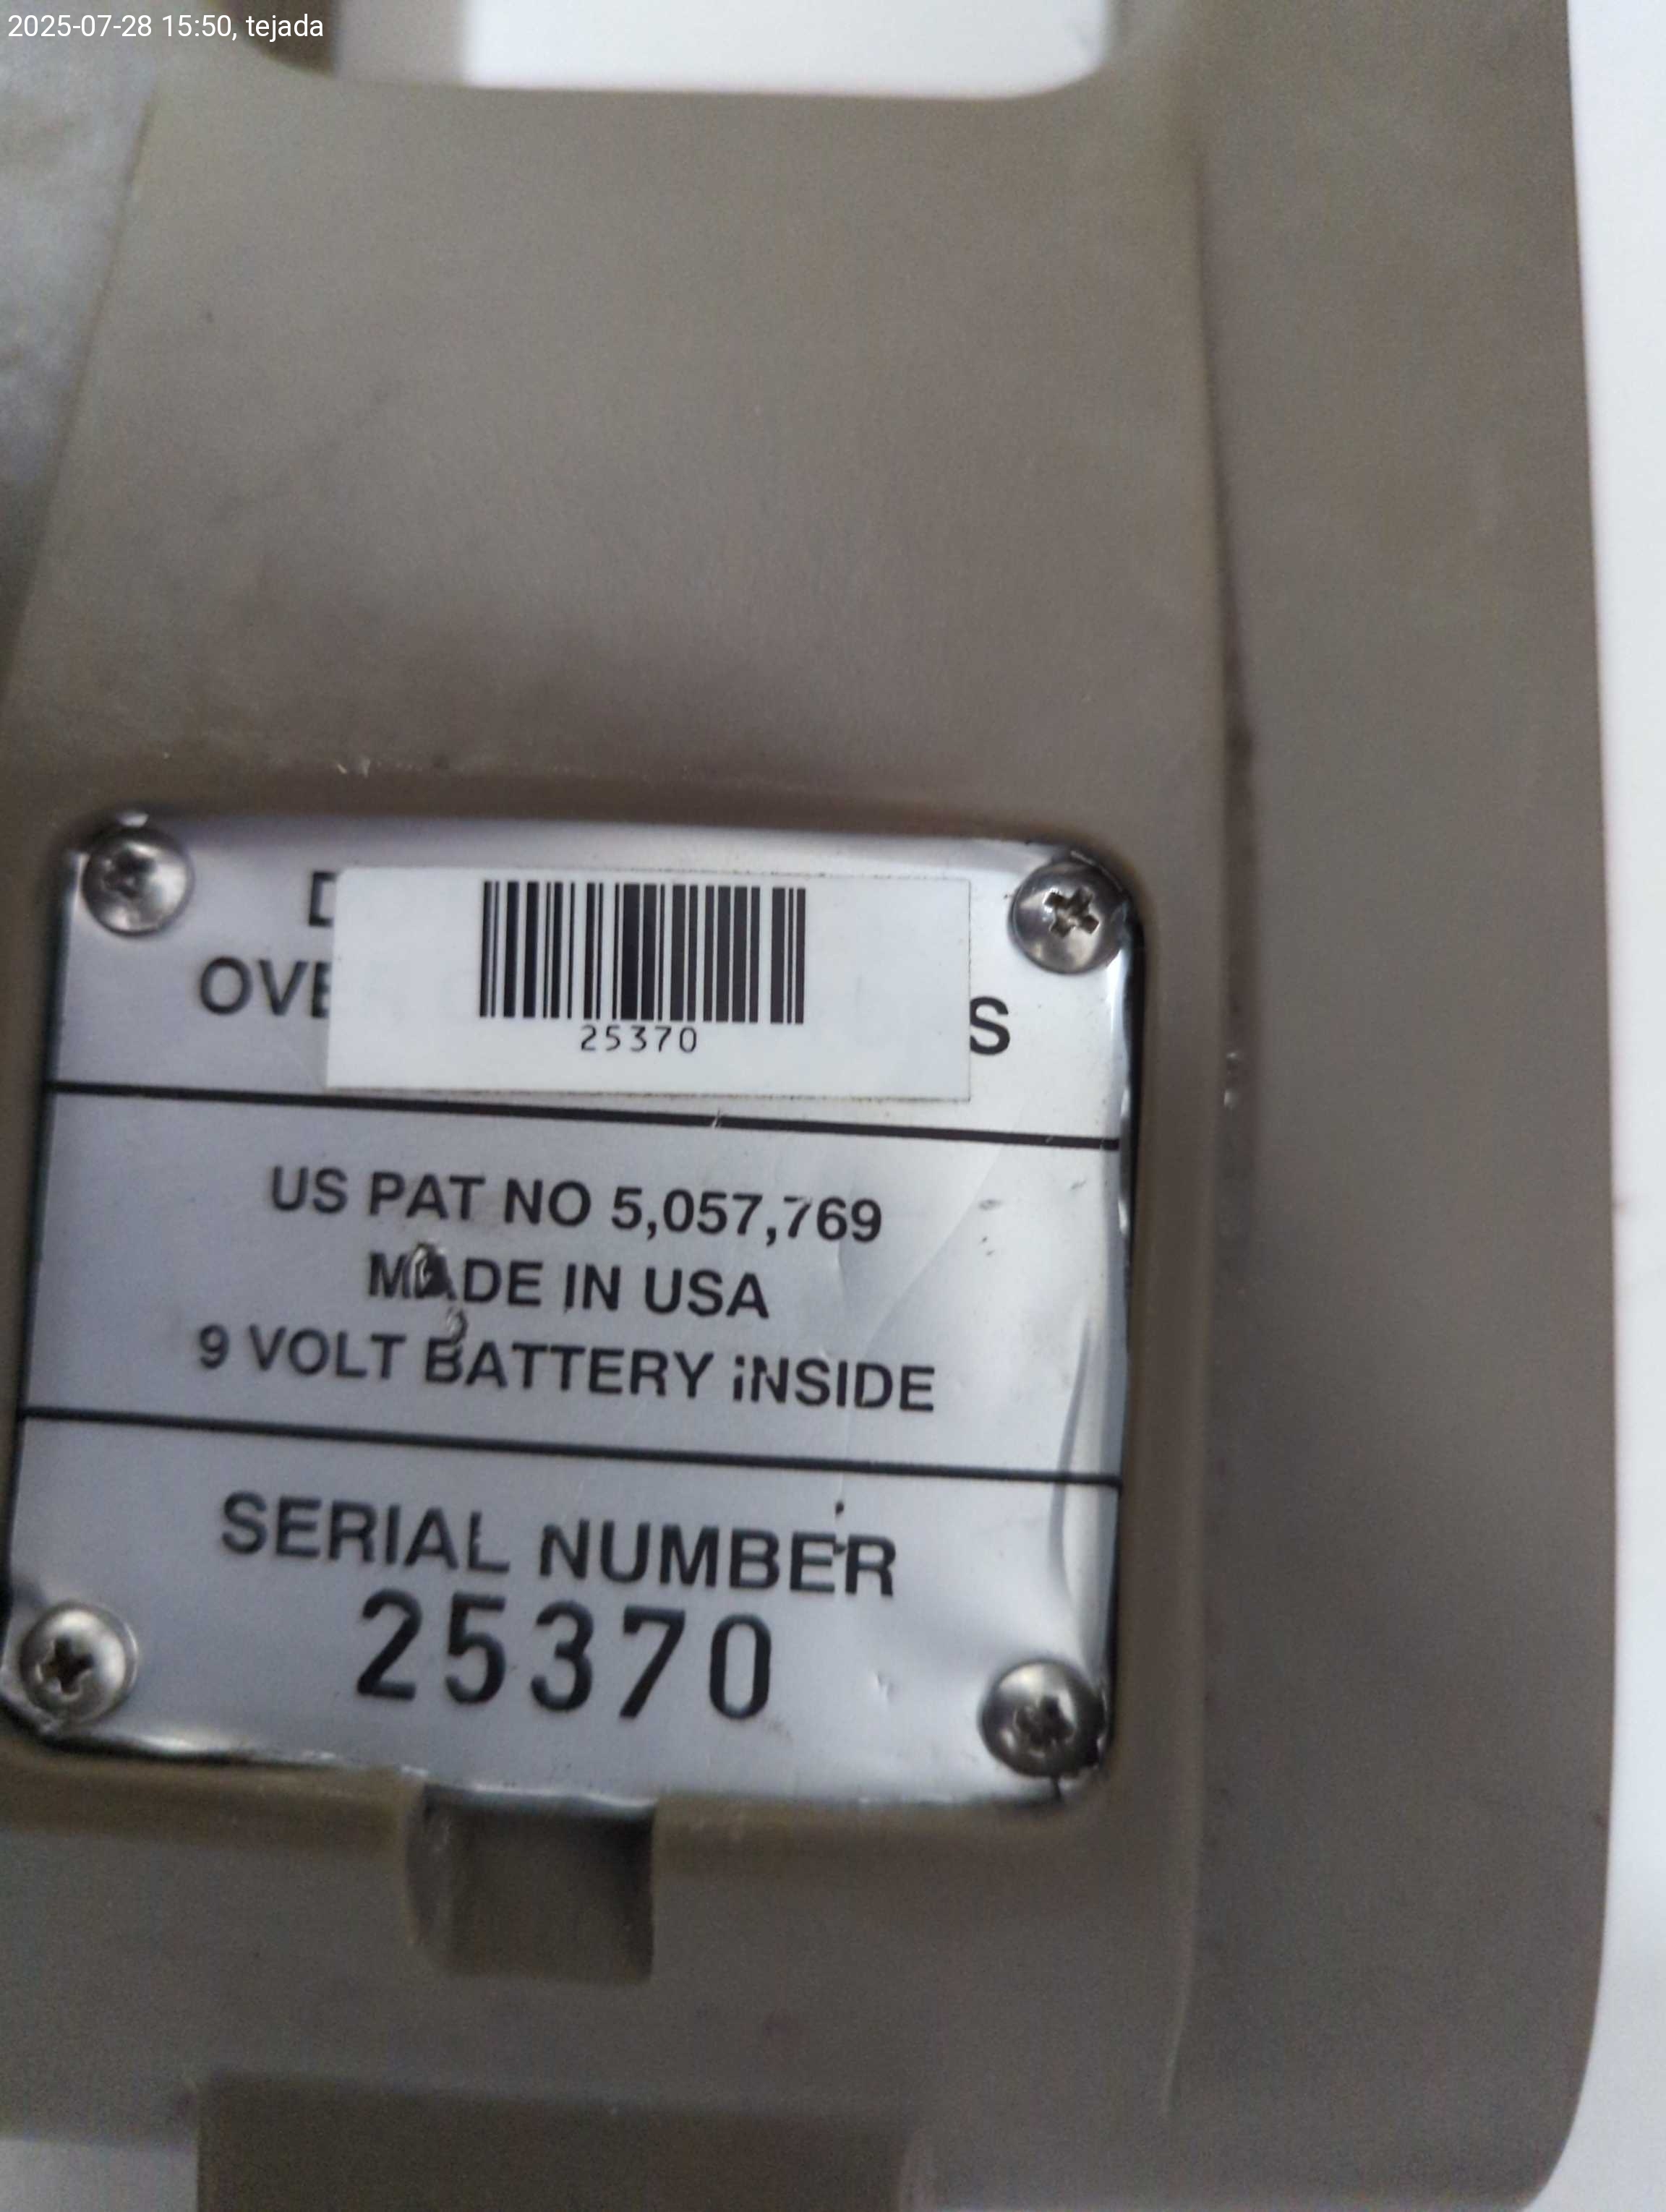 2025-07-28 15:50, tejada
25370
OVE S
US PAT NO 5,057,769
MADE IN USA
9 VOLT BATTERY INSIDE
SERIAL NUMBER
25370